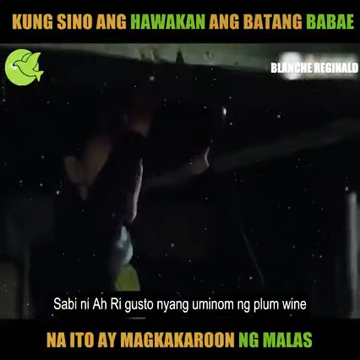 KUNG SINO ANG HAWAKAN ANG BATANG BABAE
BLANCHE REGINALD
Sabi ni Ah Ri gusto nyang uminom ng plum wine
NA ITO AY MAGKAKAROON NG MALAS